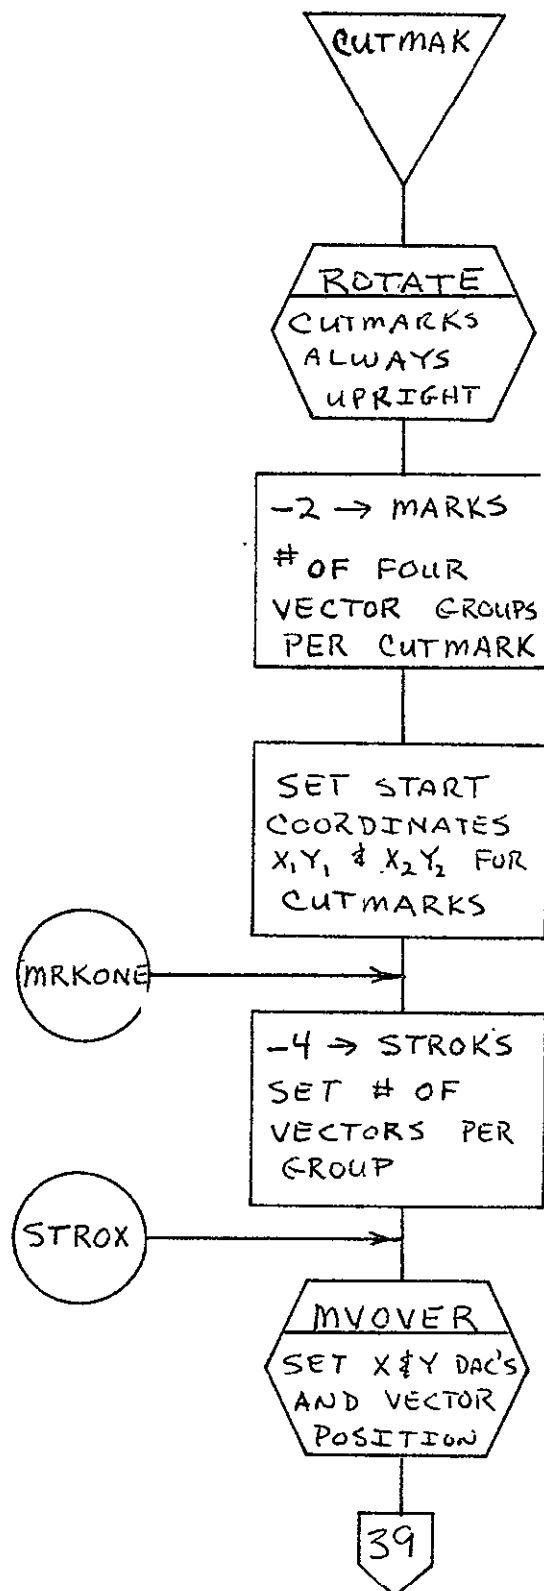 CUTMAK
ROTATE
CUTMARKS
ALWAYS
UPRIGHT
-2 → MARKS
# OF FOUR
VECTOR GROUPS
PER CUTMARK
SET START
COORDINATES
X₁Y₁ & X₂Y₂ FUR
CUTMARKS
MRKONE
-4 → STROKS
SET # OF
VECTORS PER
GROUP
STROX
MVOVER
SET X & Y DAC'S
AND VECTOR
POSITION
39